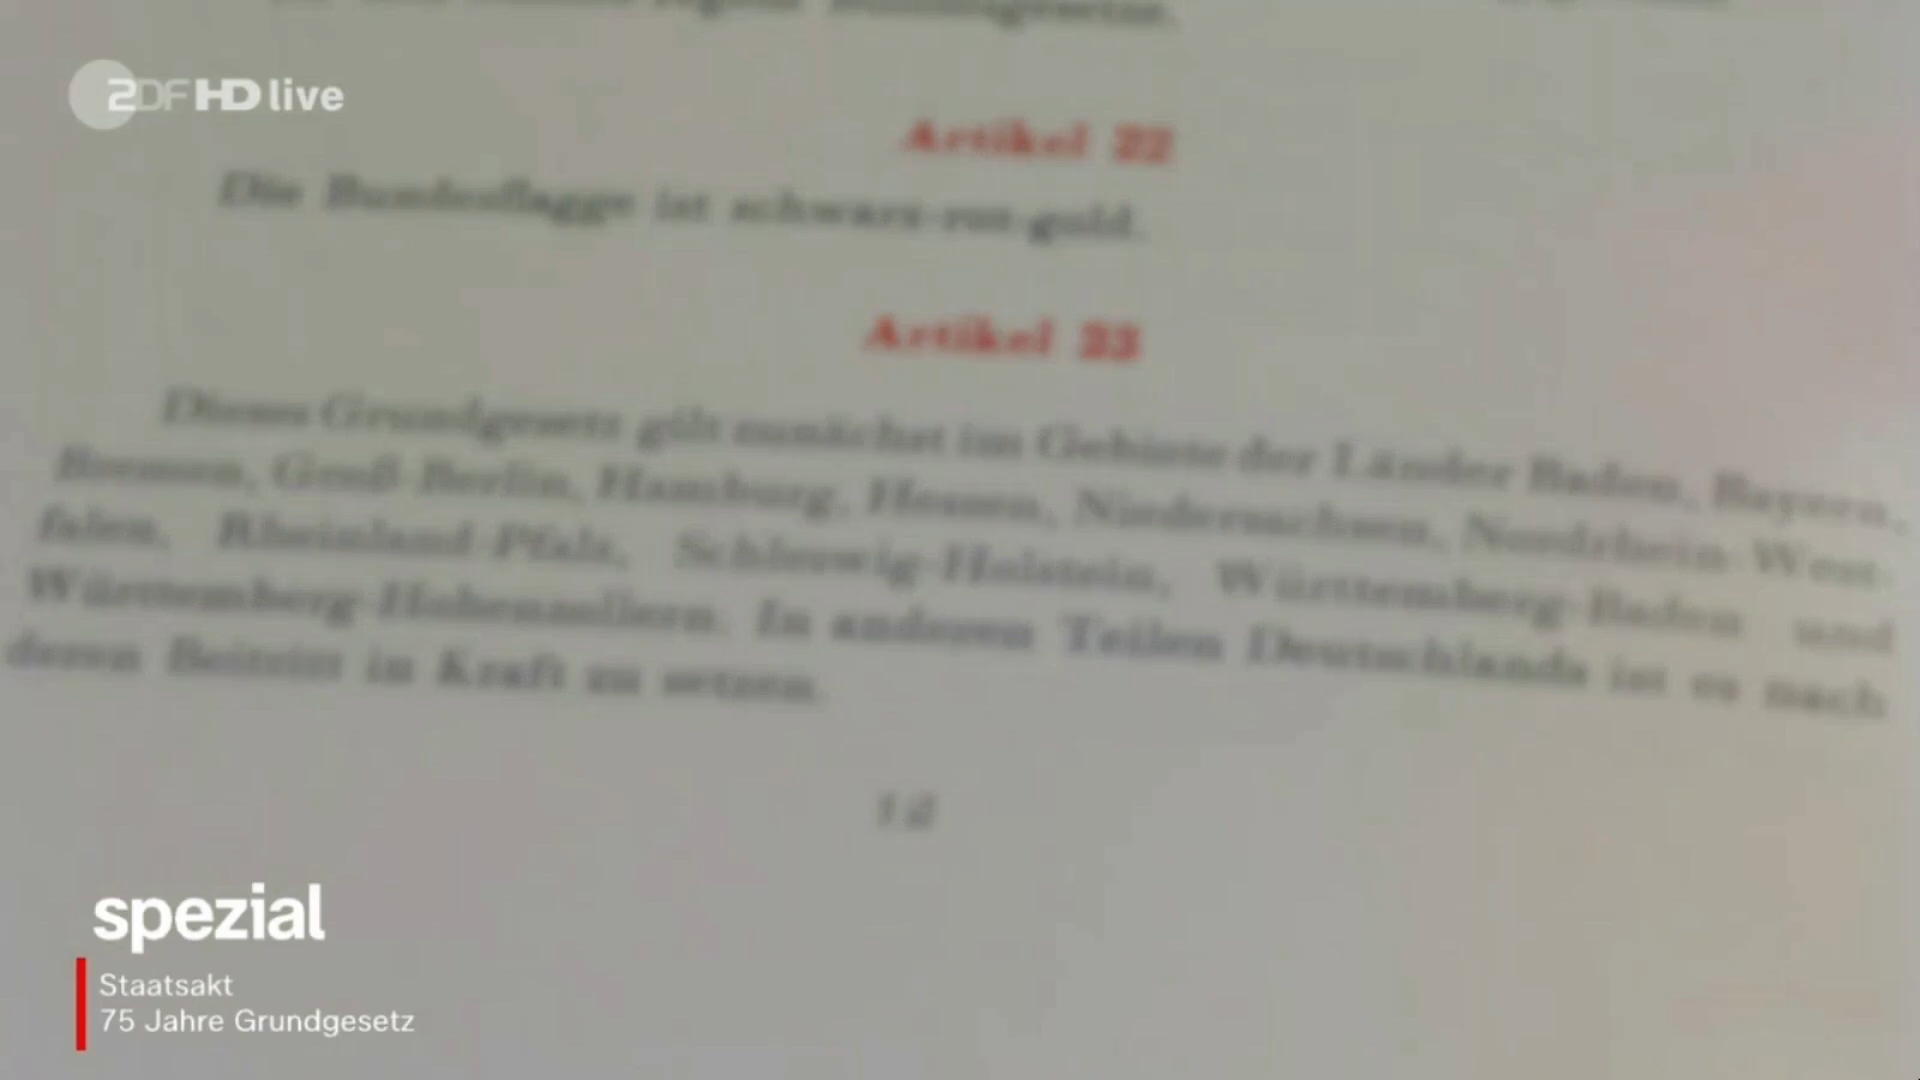 Bundesgesetze.
ZDF HD live
Artikel 22
Die Bundesflagge ist schwarz-rot-gold.
Artikel 23
Dieses Grundgesetz gilt zunächst im Gebiete der Länder Baden, Bayern,
Bremen, Groß-Berlin, Hamburg, Hessen, Niedersachsen, Nordrhein-West-
falen, Rheinland-Pfalz, Schleswig-Holstein, Württemberg-Baden und
Württemberg-Hohenzollern. In anderen Teilen Deutschlands ist es nach
deren Beitritt in Kraft zu setzen.
spezial
Staatsakt
75 Jahre Grundgesetz